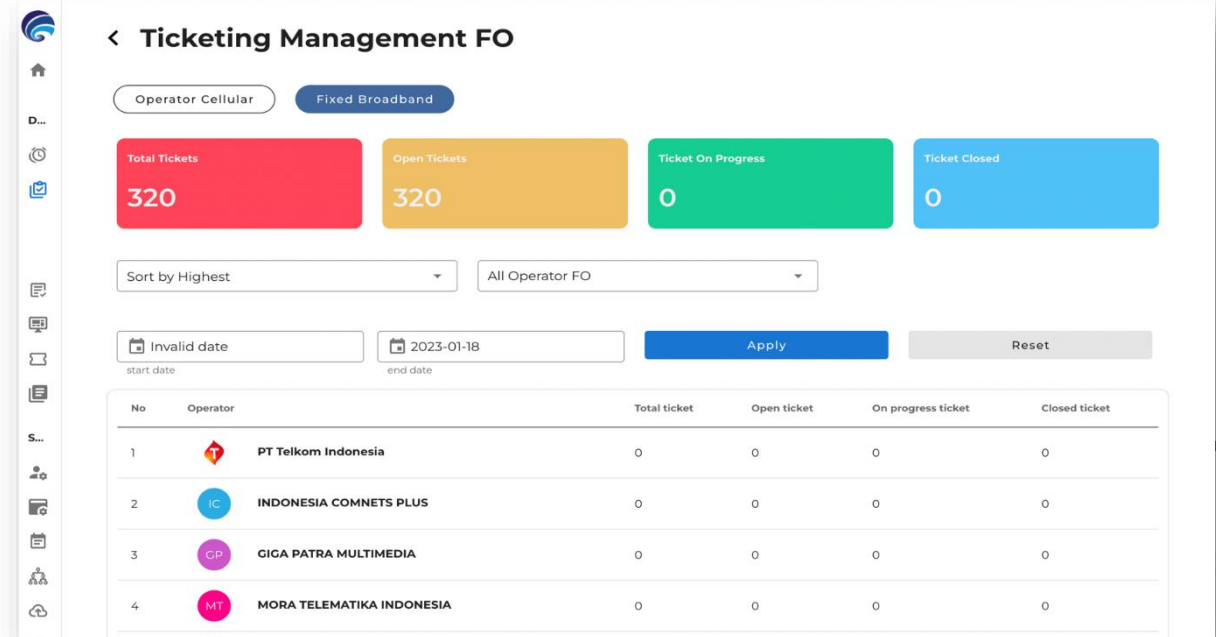 Ticketing Management FO
Operator Cellular
Fixed Broadband
D...
Total Tickets
320
Open Tickets
320
Ticket On Progress
0
Ticket Closed
0
Sort by Highest
All Operator FO
Invalid date
start date
2023-01-18
end date
Apply
Reset
No Operator Total ticket Open ticket On progress ticket Closed ticket
1 T PT Telkom Indonesia 0 0 0 0
S...
2 IC INDONESIA COMNETS PLUS 0 0 0 0
3 GP GIGA PATRA MULTIMEDIA 0 0 0 0
4 MT MORA TELEMATIKA INDONESIA 0 0 0 0